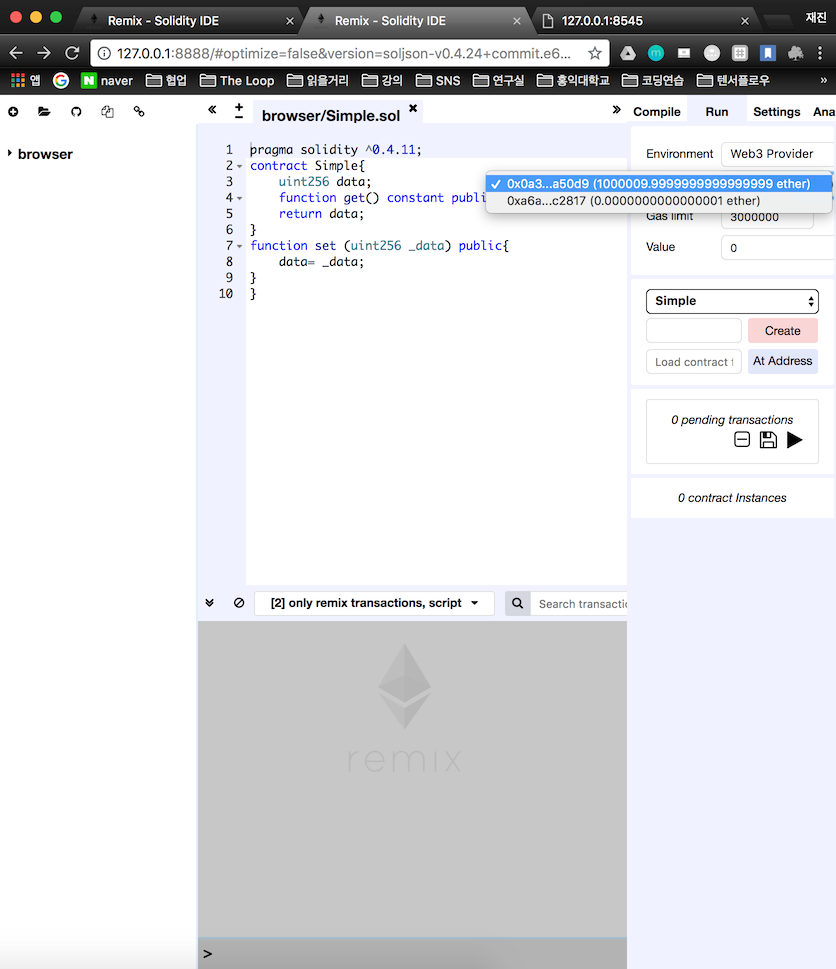 Remix - Solidity IDE
Remix - Solidity IDE
127.0.0.1:8545
재진
127.0.0.1:8888/#optimize=false&version=soljson-v0.4.24+commit.e6...
앱
naver
협업
The Loop
읽을거리
강의
SNS
연구실
홍익대학교
코딩연습
텐서플로우
»
browser
browser/Simple.sol
1 pragma solidity ^0.4.11;
2 contract Simple{
3 uint256 data;
4 function get() constant publi
5 return data;
6 }
7 function set (uint256 _data) public{
8 data= _data;
9 }
10 }
Compile
Run
Settings
Ana
Environment
Web3 Provider
0x0a3...a50d9 (1000009.9999999999999999 ether)
0xa6a...c2817 (0.0000000000000001 ether)
Gas limit
3000000
Value
0
Simple
Create
Load contract f
At Address
0 pending transactions
0 contract Instances
[2] only remix transactions, script
Search transactic
remix
>